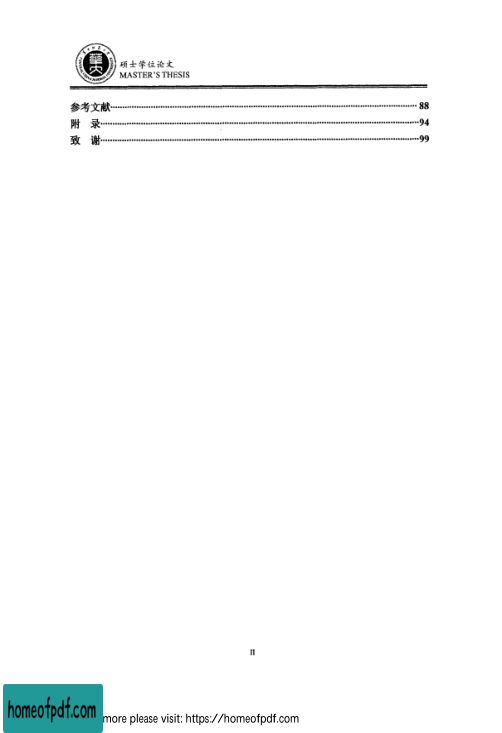 硕士学位论文
MASTER'S THESIS
参考文献 88
附 录 94
致 谢 99
II
homeofpdf.com
more please visit: https://homeofpdf.com